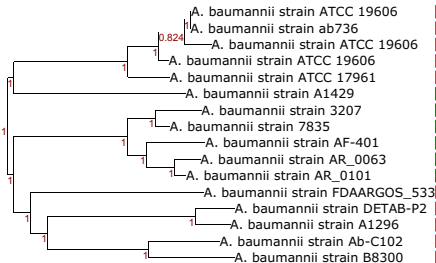 A. baumannii strain ATCC 19606
A. baumannii strain ab736
0.824
A. baumannii strain ATCC 19606
1
A. baumannii strain ATCC 19606
1
A. baumannii strain ATCC 17961
1
A. baumannii strain A1429
1
A. baumannii strain 3207
1
A. baumannii strain 7835
1
A. baumannii strain AF-401
1
A. baumannii strain AR_0063
1
A. baumannii strain AR_0101
1
A. baumannii strain FDAARGOS_533
1
A. baumannii strain DETAB-P2
1
A. baumannii strain A1296
1
A. baumannii strain Ab-C102
1
A. baumannii strain B8300
1